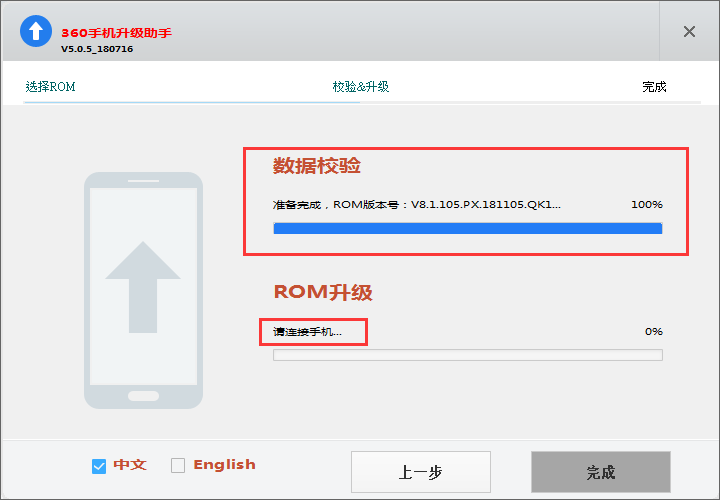 360手机升级助手
V5.0.5_180716
选择ROM
校验&升级
完成
数据校验
准备完成，ROM版本号：V8.1.105.PX.181105.QK1...
100%
ROM升级
请连接手机...
0%
中文
English
上一步
完成